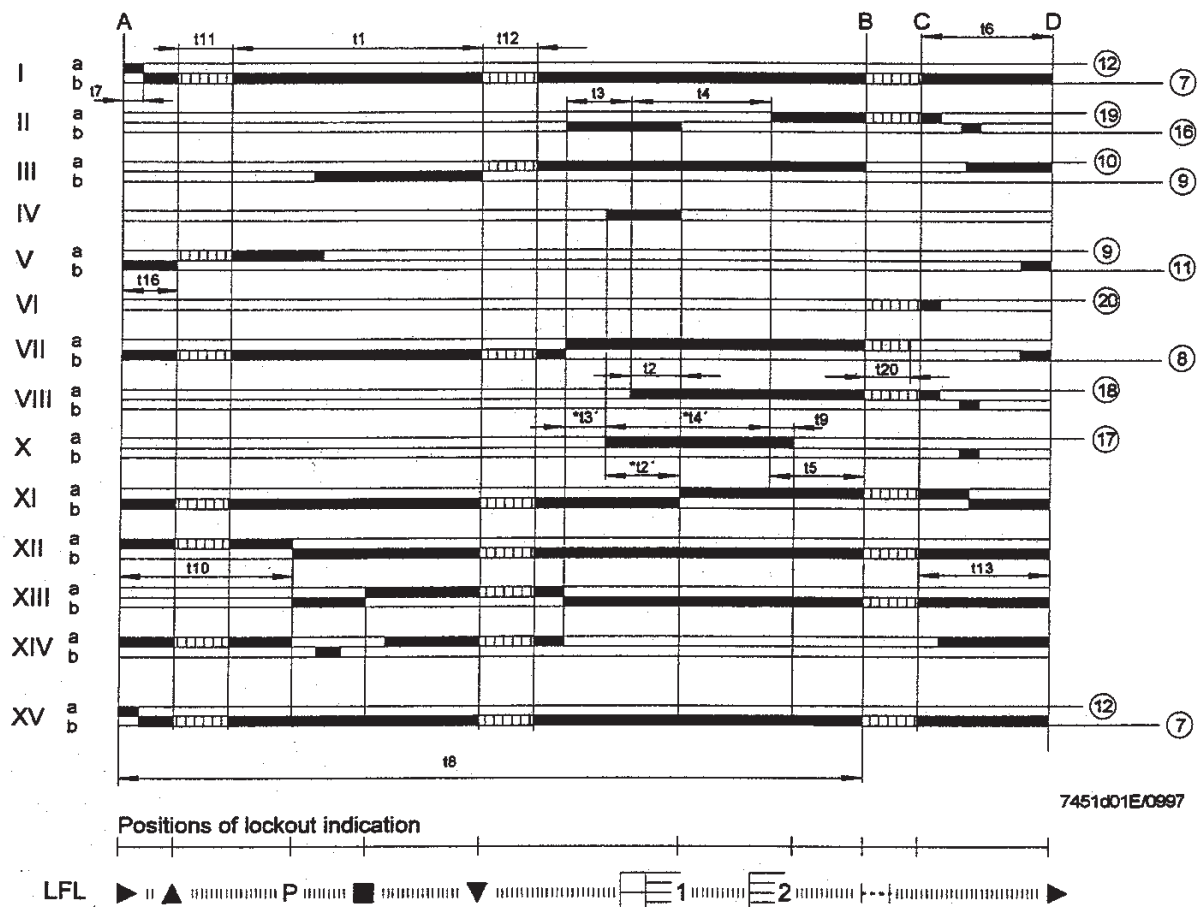 A B C D
t11 t1 t12 t6
I a b 12 7
t7 t3 t4
II a b 19 16
III a b 10 9
IV
V a b 9 11
t16
VI 20
VII a b 8
t2 t20
VIII a b 18
"t3´ "t4´ t9
X a b 17
"t2´ t5
XI a b
XII a b
t10 t13
XIII a b
XIV a b
XV a b 12 7
t8
7451d01E/0997
Positions of lockout indication
LFL P 1 2